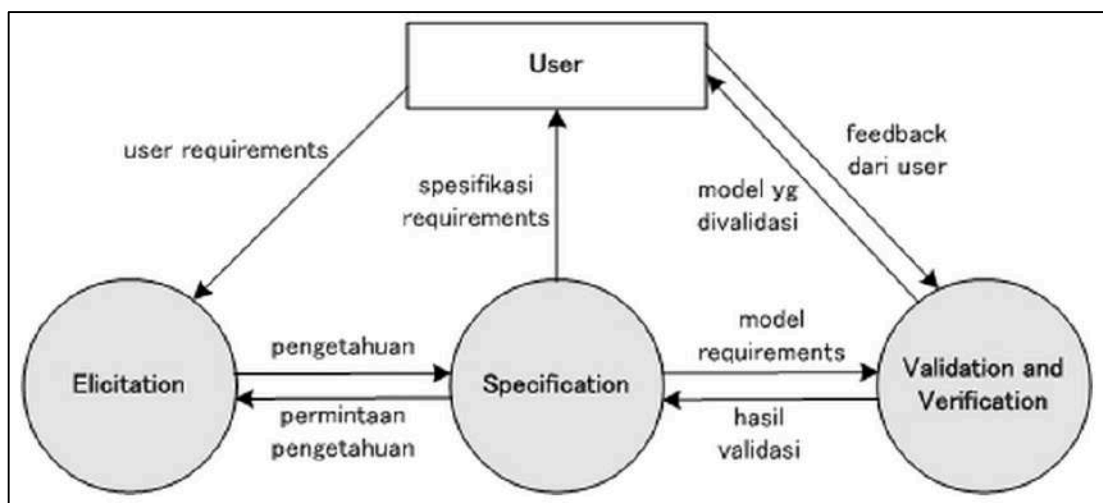 User
user requirements
spesifikasi
requirements
model yg
divalidasi
feedback
dari user
Elicitation
pengetahuan
permintaan
pengetahuan
Specification
model
requirements
hasil
validasi
Validation and
Verification